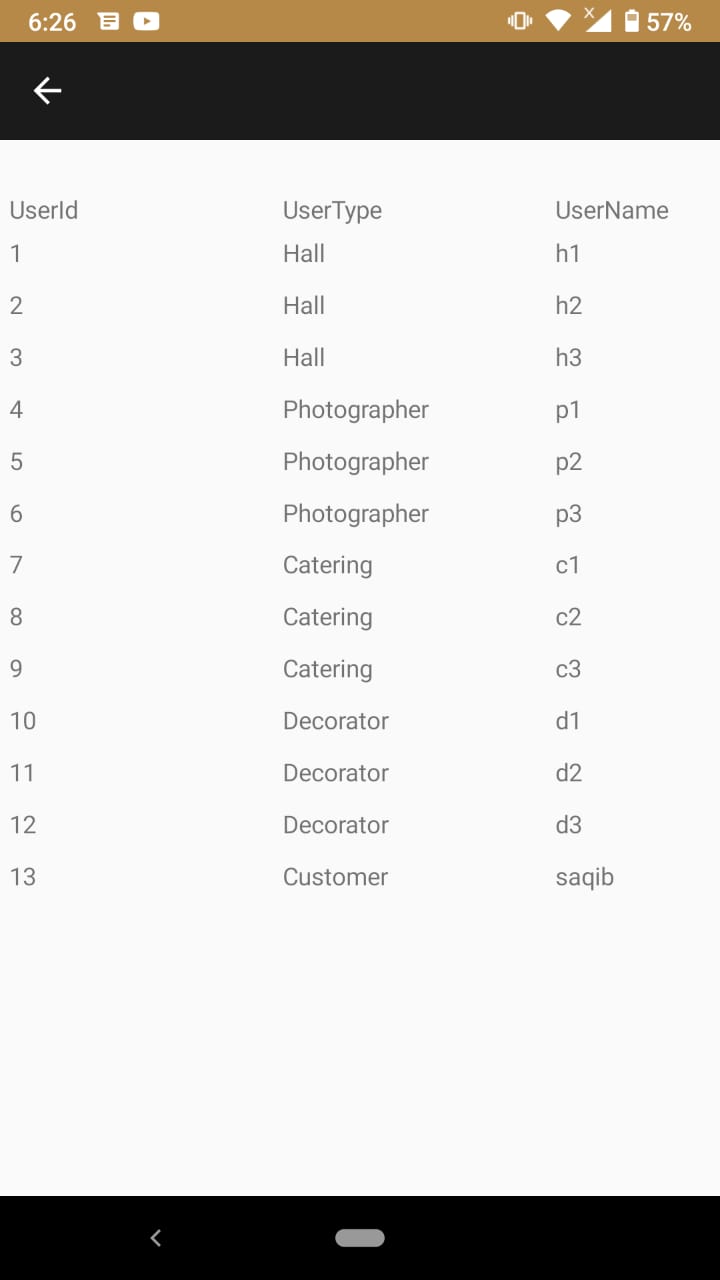 6:26 57%
UserId UserType UserName
1 Hall h1
2 Hall h2
3 Hall h3
4 Photographer p1
5 Photographer p2
6 Photographer p3
7 Catering c1
8 Catering c2
9 Catering c3
10 Decorator d1
11 Decorator d2
12 Decorator d3
13 Customer saqib